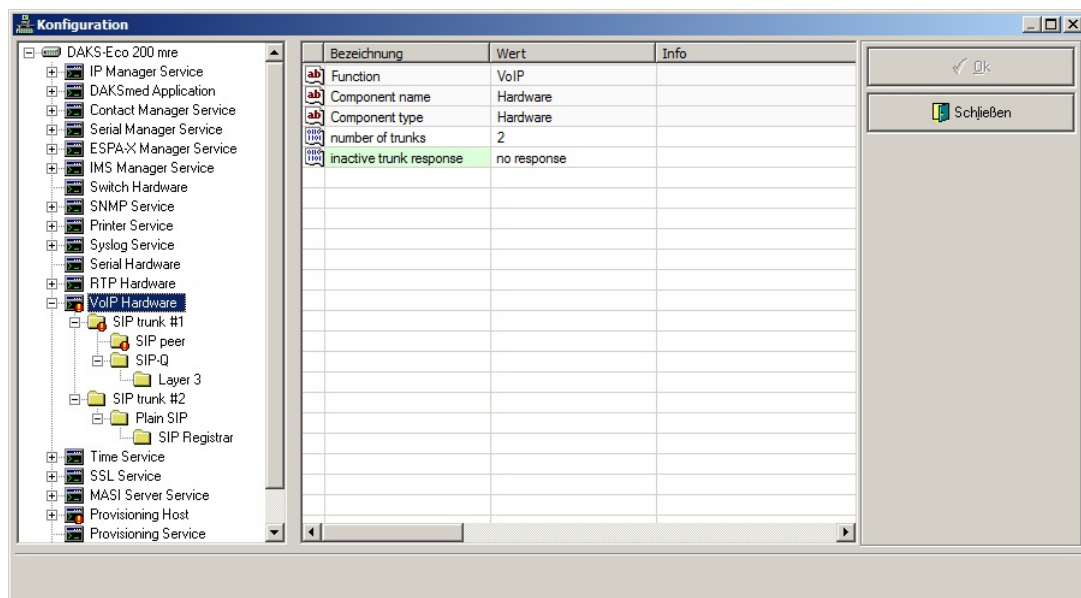 Konfiguration
DAKS-Eco 200 mre
IP Manager Service
DAKSmed Application
Contact Manager Service
Serial Manager Service
ESPA-X Manager Service
IMS Manager Service
Switch Hardware
SNMP Service
Printer Service
Syslog Service
Serial Hardware
RTP Hardware
VoIP Hardware
SIP trunk #1
SIP peer
SIP-Q
Layer 3
SIP trunk #2
Plain SIP
SIP Registrar
Time Service
SSL Service
MASI Server Service
Provisioning Host
Provisioning Service
Bezeichnung Wert Info
ab Function VoIP
ab Component name Hardware
ab Component type Hardware
number of trunks 2
inactive trunk response no response
Ok
Schließen